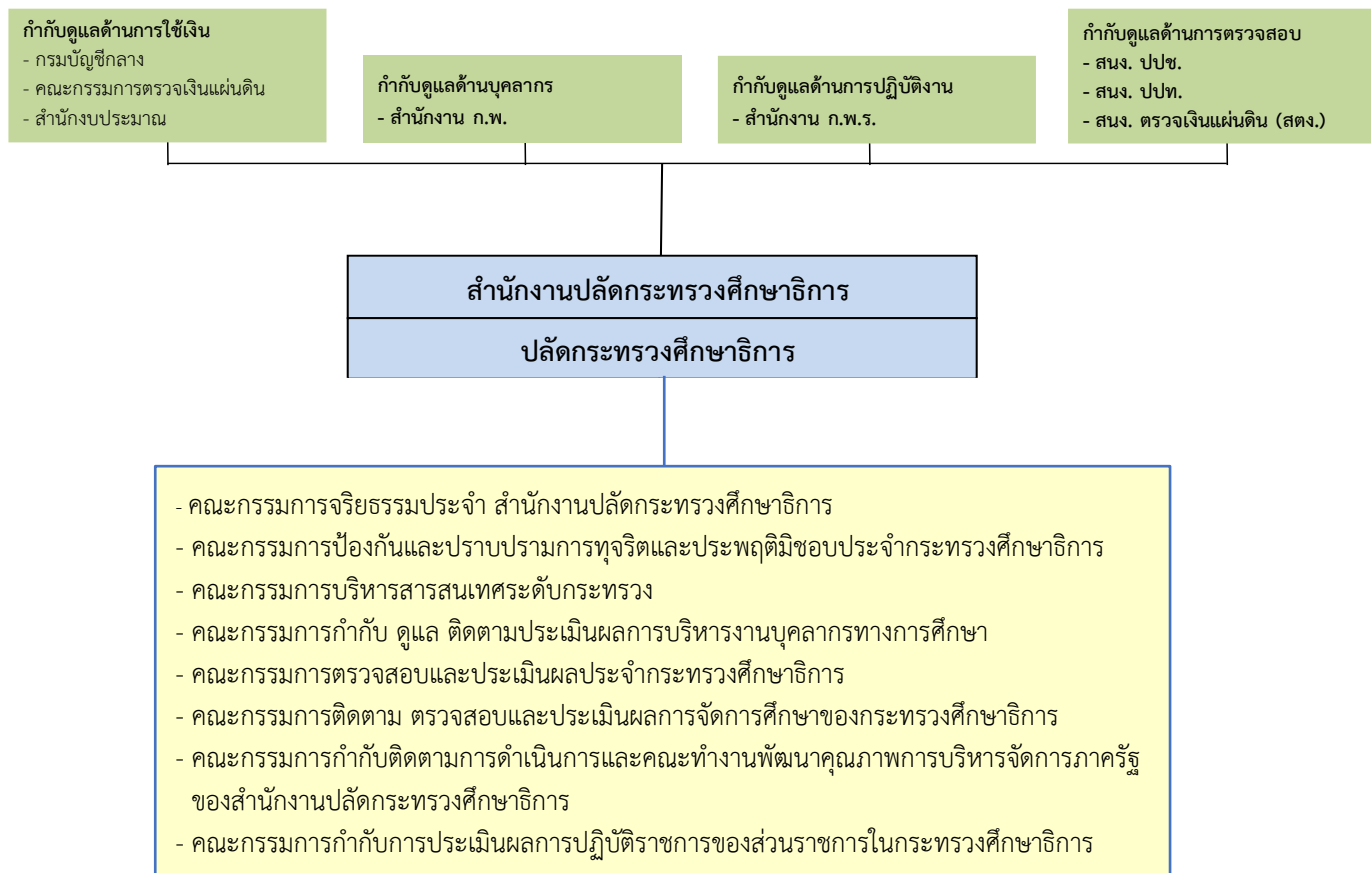 กำกับดูแลด้านการใช้เงิน
- กรมบัญชีกลาง
- คณะกรรมการตรวจเงินแผ่นดิน
- สำนักงบประมาณ
กำกับดูแลด้านบุคลากร
- สำนักงาน ก.พ.
กำกับดูแลด้านการปฏิบัติงาน
- สำนักงาน ก.พ.ร.
กำกับดูแลด้านการตรวจสอบ
- สนง. ปปช.
- สนง. ปปท.
- สนง. ตรวจเงินแผ่นดิน (สตง.)
สำนักงานปลัดกระทรวงศึกษาธิการ
ปลัดกระทรวงศึกษาธิการ
- คณะกรรมการจริยธรรมประจำ สำนักงานปลัดกระทรวงศึกษาธิการ
- คณะกรรมการป้องกันและปราบปรามการทุจริตและประพฤติมิชอบประจำกระทรวงศึกษาธิการ
- คณะกรรมการบริหารสารสนเทศระดับกระทรวง
- คณะกรรมการกำกับ ดูแล ติดตามประเมินผลการบริหารงานบุคลากรทางการศึกษา
- คณะกรรมการตรวจสอบและประเมินผลประจำกระทรวงศึกษาธิการ
- คณะกรรมการติดตาม ตรวจสอบและประเมินผลการจัดการศึกษาของกระทรวงศึกษาธิการ
- คณะกรรมการกำกับติดตามการดำเนินการและคณะทำงานพัฒนาคุณภาพการบริหารจัดการภาครัฐ
ของสำนักงานปลัดกระทรวงศึกษาธิการ
- คณะกรรมการกำกับการประเมินผลการปฏิบัติราชการของส่วนราชการในกระทรวงศึกษาธิการ